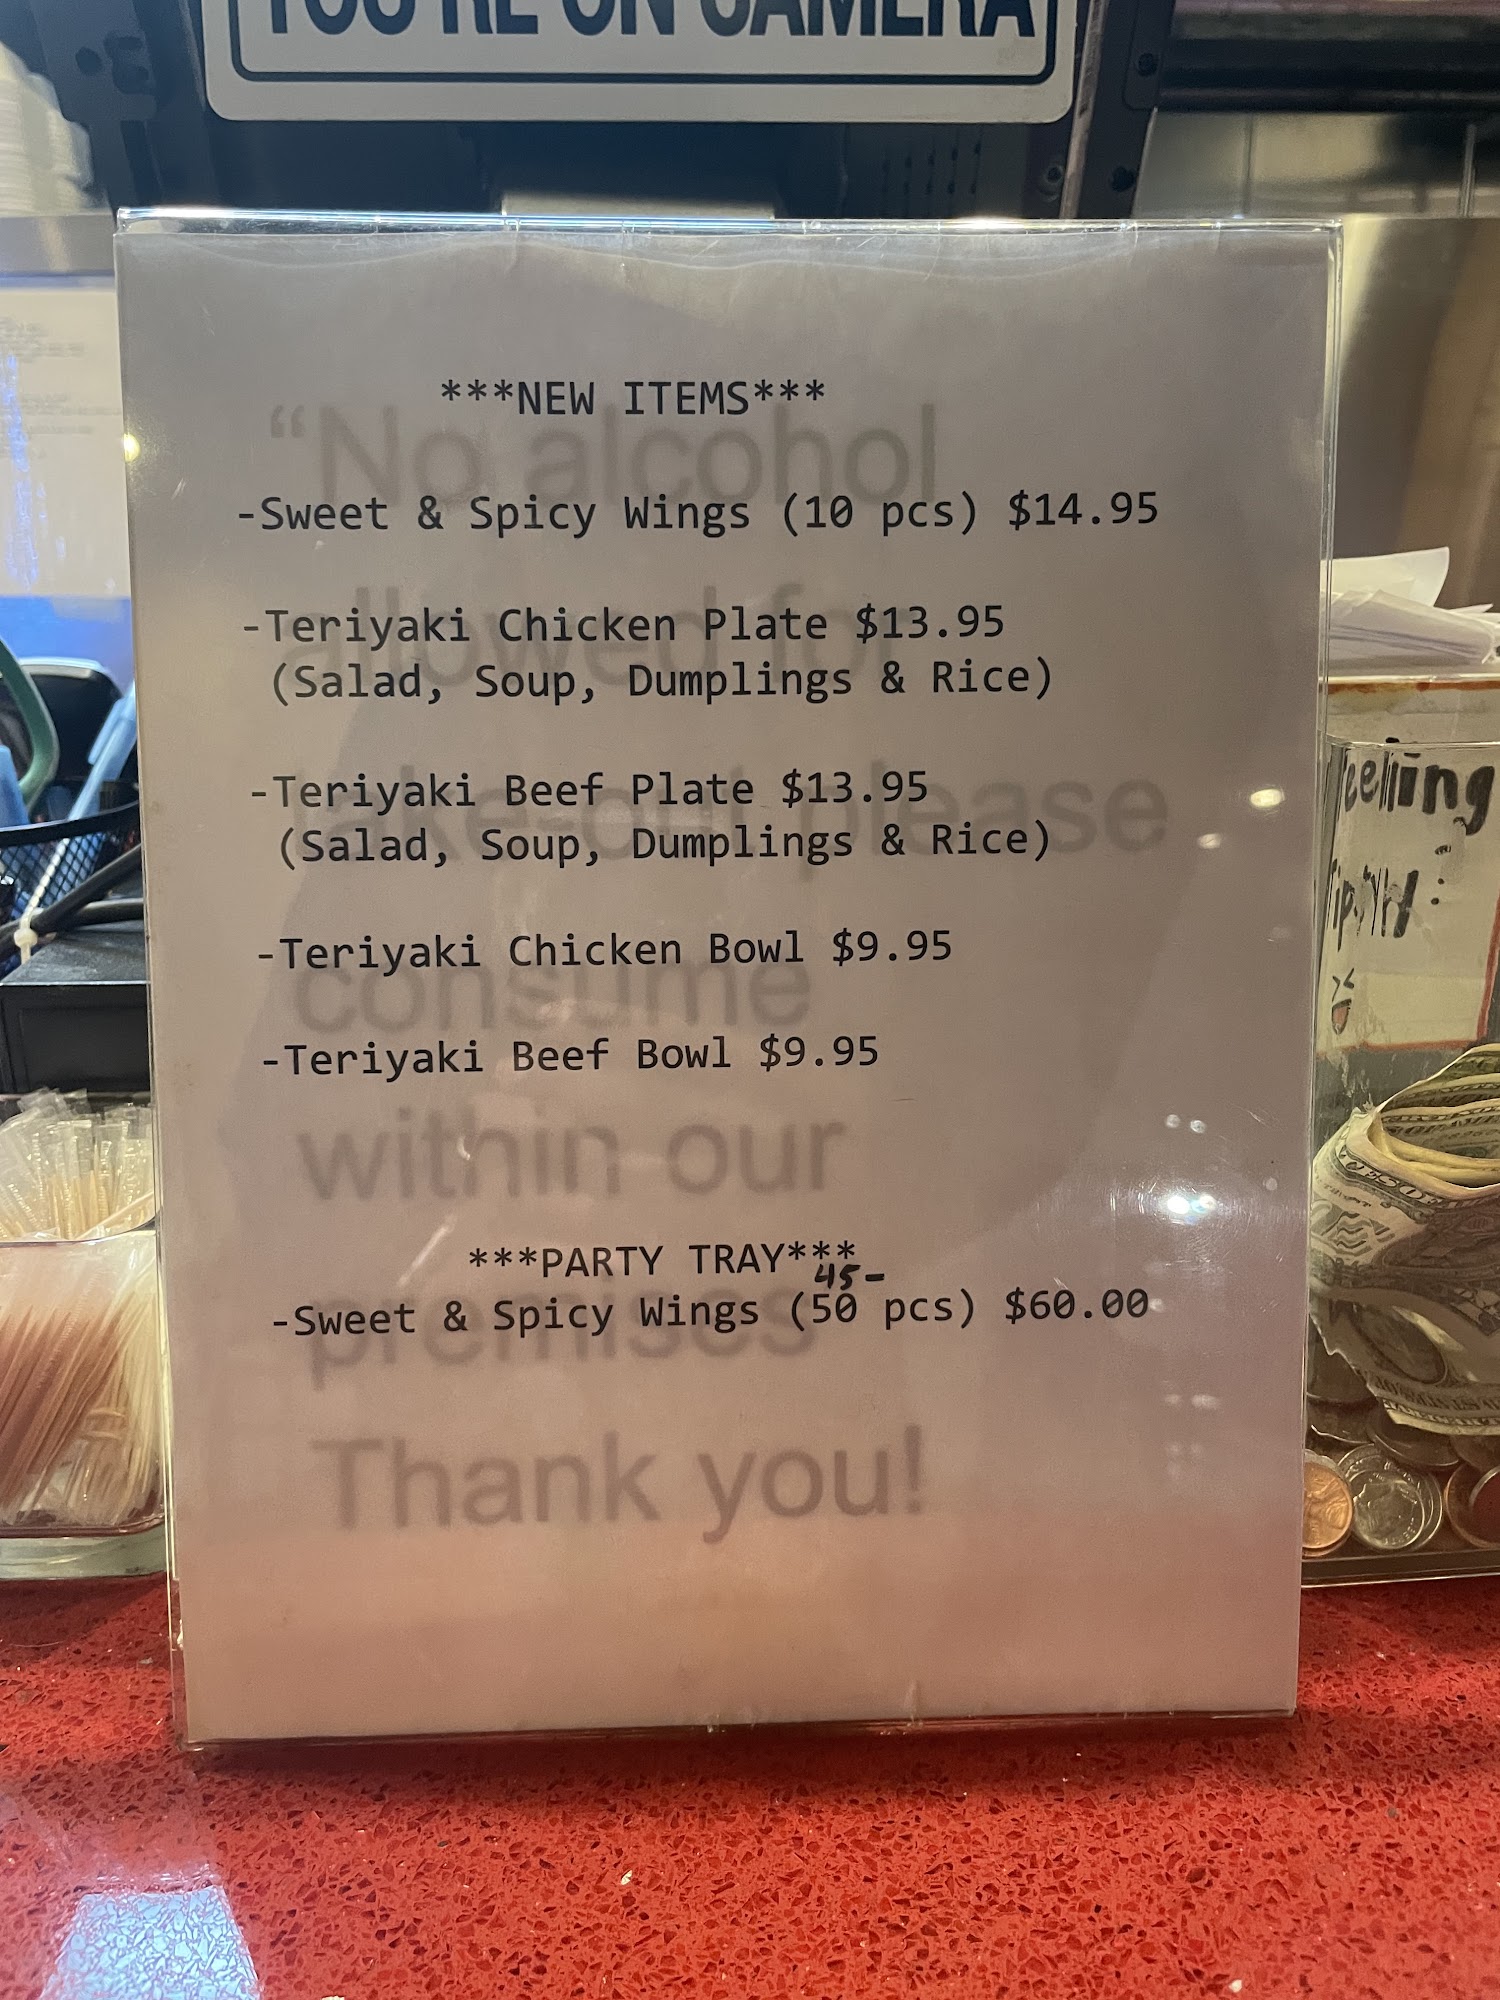 YOU'RE ON CAMERA
***NEW ITEMS***
-Sweet & Spicy Wings (10 pcs) $14.95
-Teriyaki Chicken Plate $13.95
(Salad, Soup, Dumplings & Rice)
-Teriyaki Beef Plate $13.95
(Salad, Soup, Dumplings & Rice)
-Teriyaki Chicken Bowl $9.95
-Teriyaki Beef Bowl $9.95
***PARTY TRAY***
45-
-Sweet & Spicy Wings (50 pcs) $60.00
“No alcohol
allowed for
take-out please
consume
within our
premises
Thank you!
eeling